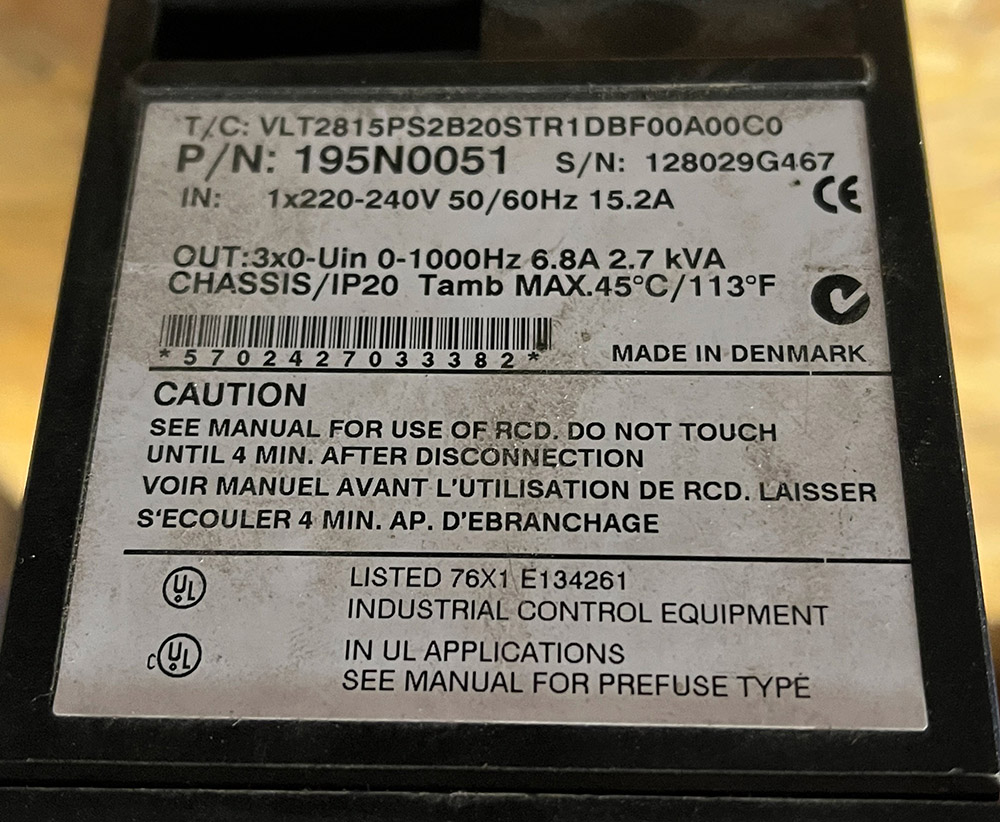 T/C: VLT2815PS2B20STR1DBF00A00C0
P/N: 195N0051 S/N: 128029G467
IN: 1x220-240V 50/60Hz 15.2A
CE
OUT:3x0-Uin 0-1000Hz 6.8A 2.7 kVA
CHASSIS/IP20 Tamb MAX.45°C/113°F
*5702427033382* MADE IN DENMARK
CAUTION
SEE MANUAL FOR USE OF RCD. DO NOT TOUCH
UNTIL 4 MIN. AFTER DISCONNECTION
VOIR MANUEL AVANT L'UTILISATION DE RCD. LAISSER
S'ECOULER 4 MIN. AP. D'EBRANCHAGE
UL LISTED 76X1 E134261
INDUSTRIAL CONTROL EQUIPMENT
c UL IN UL APPLICATIONS
SEE MANUAL FOR PREFUSE TYPE